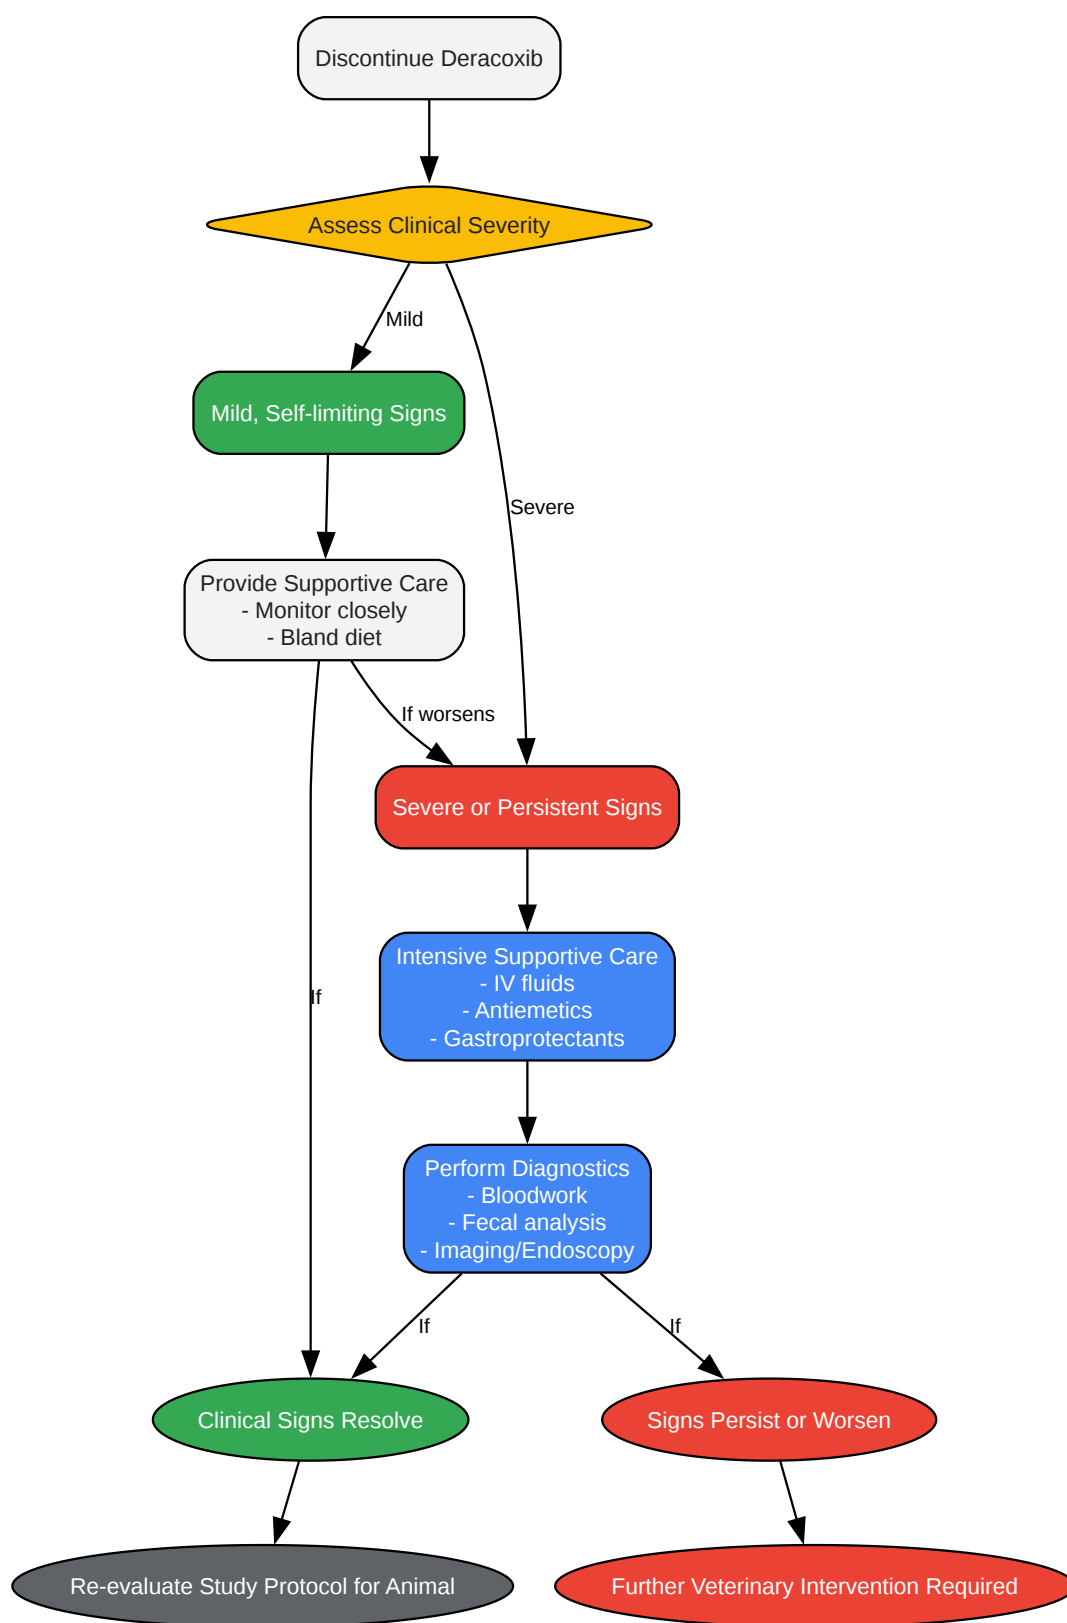 Discontinue Deracoxib
Assess Clinical Severity
Mild
Mild, Self-limiting Signs
Severe
Provide Supportive Care
- Monitor closely
- Bland diet
If worsens
Severe or Persistent Signs
Intensive Supportive Care
- IV fluids
- Antiemetics
- Gastroprotectants
If
Perform Diagnostics
- Bloodwork
- Fecal analysis
- Imaging/Endoscopy
If
If
Clinical Signs Resolve
Signs Persist or Worsen
Re-evaluate Study Protocol for Animal
Further Veterinary Intervention Required